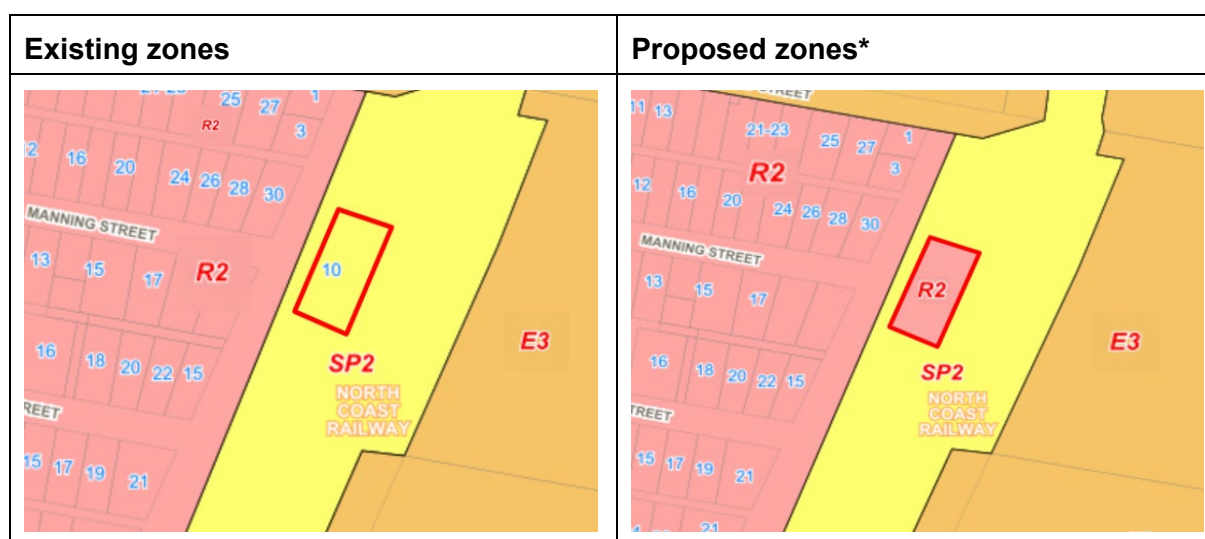 Existing zones
Proposed zones*
21-23
25
27
1
3
R2
16
20
24
26
28
30
MANNING STREET
13
15
17
R2
10
16
18
20
22
15
SP2
NORTH
COAST
RAILWAY
E3
15
17
19
21
11
13
21-23
25
27
1
3
R2
12
16
20
24
26
28
30
MANNING STREET
13
15
17
R2
16
18
20
22
15
SP2
NORTH
COAST
RAILWAY
E3
15
17
19
21
21